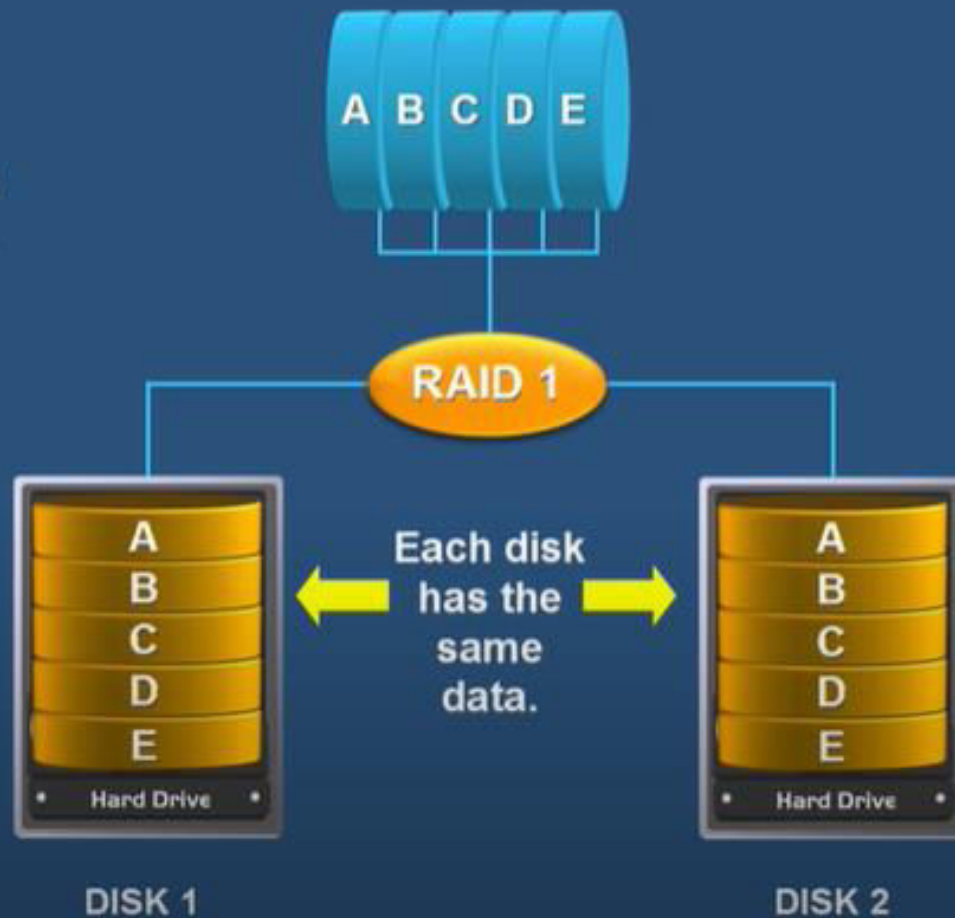 A B C D E
RAID 1
A
B
C
D
E
Hard Drive
DISK 1
Each disk
has the
same
data.
A
B
C
D
E
Hard Drive
DISK 2